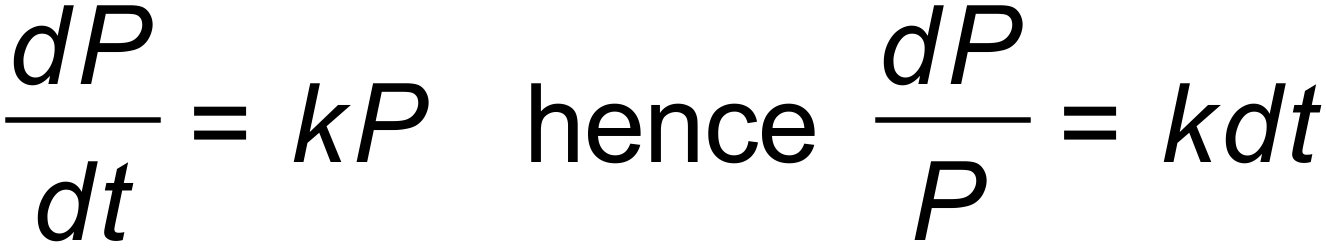 dP/dt = kP hence dP/P = kdt